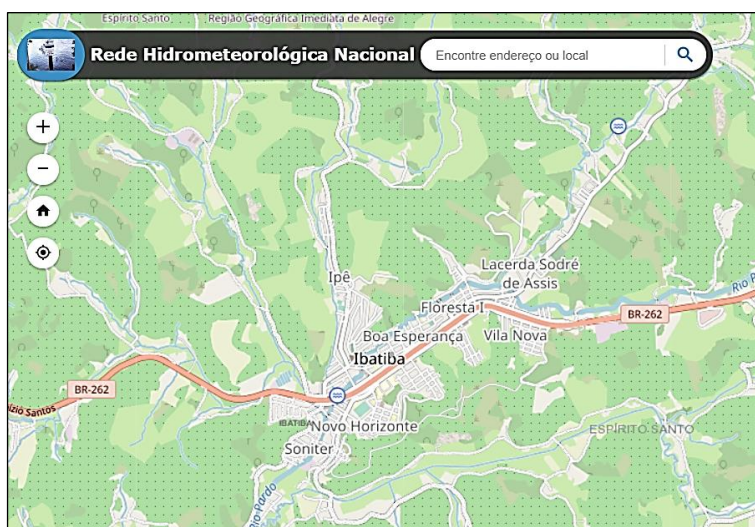 Espírito Santo
Região Geográfica Imediata de Alegre
Rede Hidrometeorológica Nacional
Encontre endereço ou local
Ipê
Lacerda Sodré
de Assis
Floresta I
Rio P
BR-262
Boa Esperança
Vila Nova
Ibatiba
BR-262
ízio Santos
IBATIBA
Novo Horizonte
ESPÍRITO SANTO
Soniter
Rio Pardo